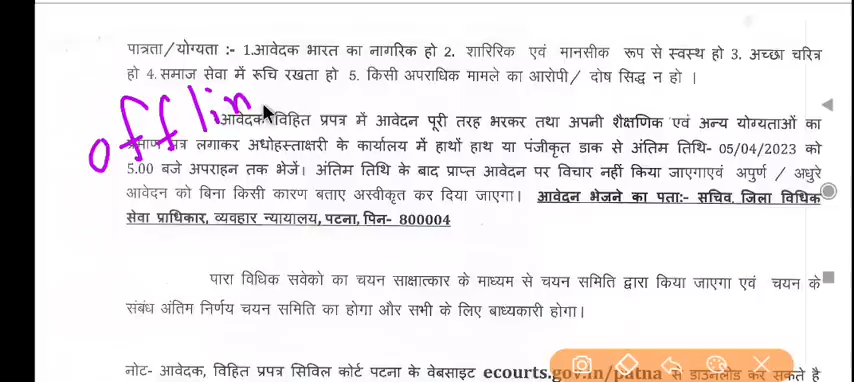 पात्रता/योग्यता :- 1.आवेदक भारत का नागरिक हो 2. शारिरिक एवं मानसीक रूप से स्वस्थ हो 3. अच्छा चरित्र
हो 4. समाज सेवा में रूचि रखता हो 5. किसी अपराधिक मामले का आरोपी/ दोष सिद्ध न हो ।
offlin
आवेदक विहित प्रपत्र में आवेदन पूरी तरह भरकर तथा अपनी शैक्षणिक एवं अन्य योग्यताओं का
प्रमाण पत्र लगाकर अधोहस्ताक्षरी के कार्यालय में हाथों हाथ या पंजीकृत डाक से अंतिम तिथि- 05/04/2023 को
5.00 बजे अपराहन तक भेजें। अंतिम तिथि के बाद प्राप्त आवेदन पर विचार नहीं किया जाएगाएवं अपुर्ण / अधुरे
आवेदन को बिना किसी कारण बताए अस्वीकृत कर दिया जाएगा। आवेदन भेजने का पता:- सचिव, जिला विधिक
सेवा प्राधिकार, व्यवहार न्यायालय, पटना, पिन- 800004
पारा विधिक सवेको का चयन साक्षात्कार के माध्यम से चयन समिति द्वारा किया जाएगा एवं चयन के
संबंध अंतिम निर्णय चयन समिति का होगा और सभी के लिए बाध्यकारी होगा।
नोट- आवेदक, विहित प्रपत्र सिविल कोर्ट पटना के वेबसाइट ecourts.gov.in/patna से डाउनलोड कर सकते है